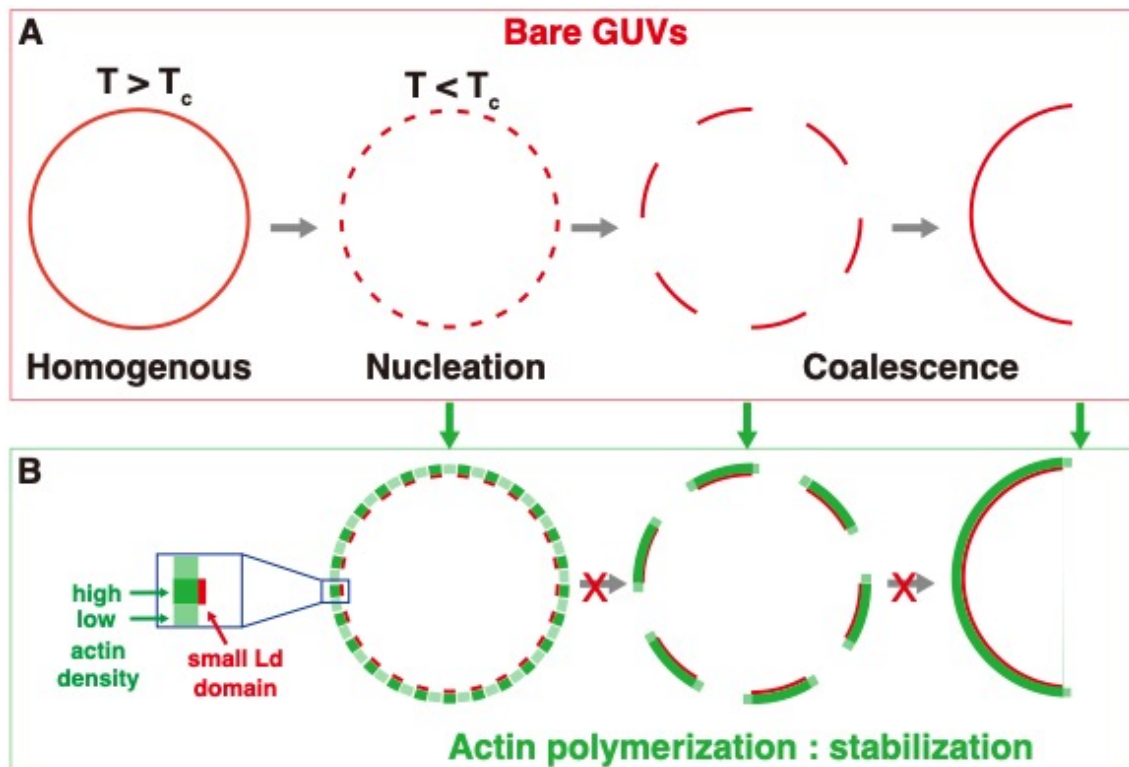 A
Bare GUVs
T > Tc
T < Tc
Homogenous
Nucleation
Coalescence
B
high
low
actin
density
small Ld
domain
X
X
Actin polymerization : stabilization